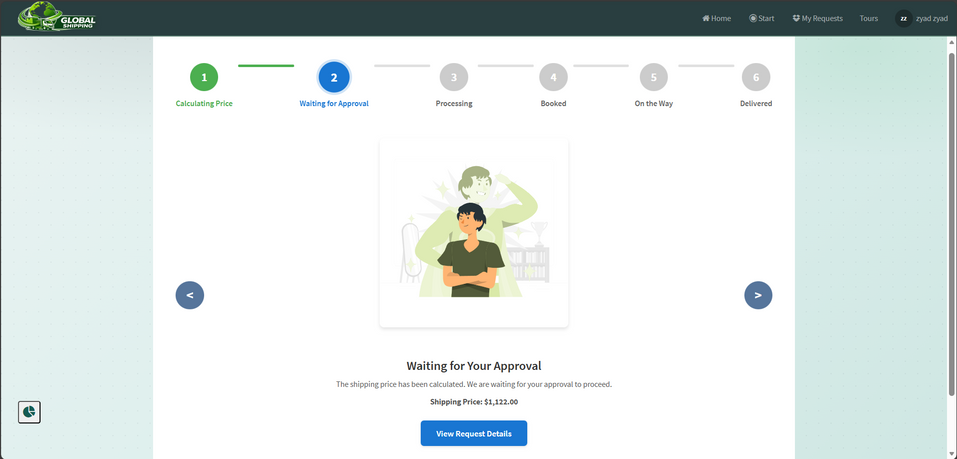 GLOBAL
SHIPPING
Home
Start
My Requests
Tours
zz
zyad zyad
1
2
3
4
5
6
Calculating Price
Waiting for Approval
Processing
Booked
On the Way
Delivered
<
>
Waiting for Your Approval
The shipping price has been calculated. We are waiting for your approval to proceed.
Shipping Price: $1,122.00
View Request Details